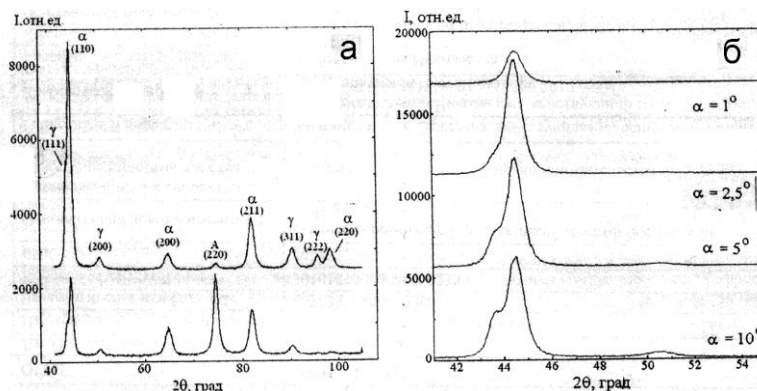 I, отн.ед.
а
α
(110)
8000
6000
γ
(111)
4000
γ
(200)
α
(200)
A
(220)
α
(211)
γ
(311)
γ
(222)
α
(220)
2000
0
40 60 80 100
2θ, град
I, отн.ед.
б
20000
α = 1°
15000
α = 2,5°
10000
α = 5°
5000
α = 10°
0
42 44 46 48 50 52 54
2θ, град